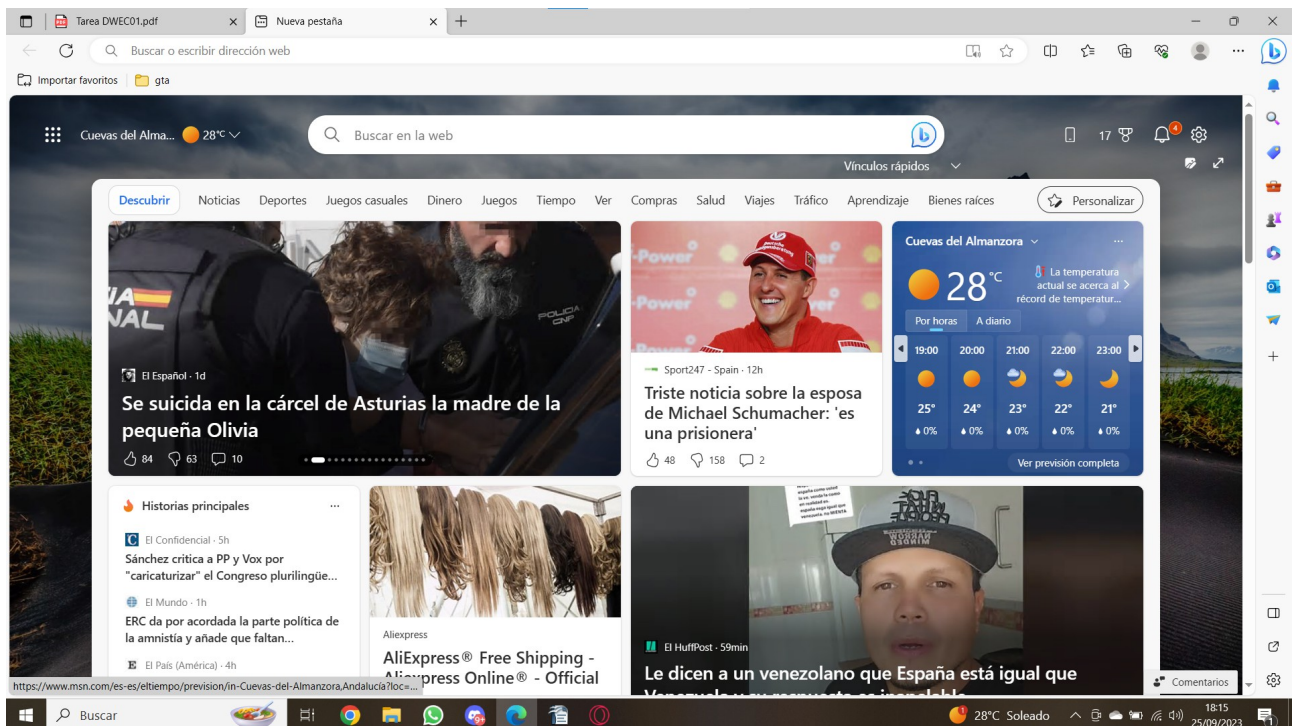 Tarea DWEC01.pdf
Nueva pestaña
Buscar o escribir dirección web
Importar favoritos
gta
Cuevas del Alma... 28°C
Buscar en la web
17
4
Vínculos rápidos
Descubrir Noticias Deportes Juegos casuales Dinero Juegos Tiempo Ver Compras Salud Viajes Tráfico Aprendizaje Bienes raíces Personalizar
POLICIA
NAL
El Español · 1d
Se suicida en la cárcel de Asturias la madre de la
pequeña Olivia
84 63 10
-Power
-Power
Sport247 - Spain · 12h
Triste noticia sobre la esposa
de Michael Schumacher: 'es
una prisionera'
48 158 2
Cuevas del Almanzora
28°C
La temperatura
actual se acerca al
récord de temperatur...
Por horas A diario
19:00 20:00 21:00 22:00 23:00
25° 24° 23° 22° 21°
0% 0% 0% 0% 0%
Ver previsión completa
Historias principales
El Confidencial · 5h
Sánchez critica a PP y Vox por
"caricaturizar" el Congreso plurilingüe...
El Mundo · 1h
ERC da por acordada la parte política de
la amnistía y añade que faltan...
El País (América) · 4h
Aliexpress
AliExpress® Free Shipping -
Aliexpress Online® - Official
El HuffPost · 59min
Le dicen a un venezolano que España está igual que
Venezuela y su respuesta es inapelable
Comentarios
https://www.msn.com/es-es/eltiempo/prevision/in-Cuevas-del-Almanzora,Andalucía?loc=...
Buscar
28°C Soleado
18:15
25/09/2023